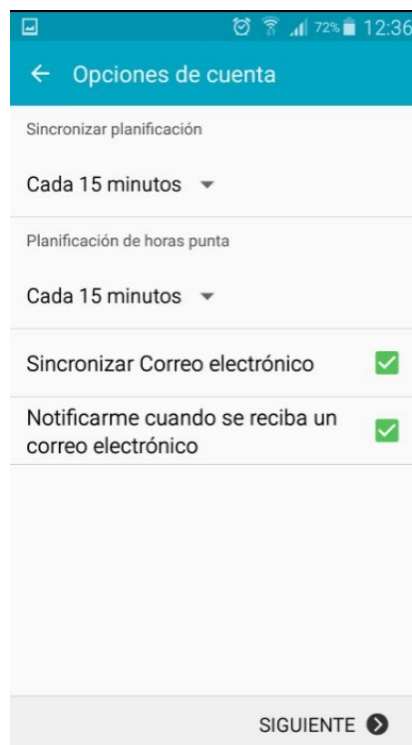 72% 12:36
Opciones de cuenta
Sincronizar planificación
Cada 15 minutos
Planificación de horas punta
Cada 15 minutos
Sincronizar Correo electrónico
Notificarme cuando se reciba un
correo electrónico
SIGUIENTE